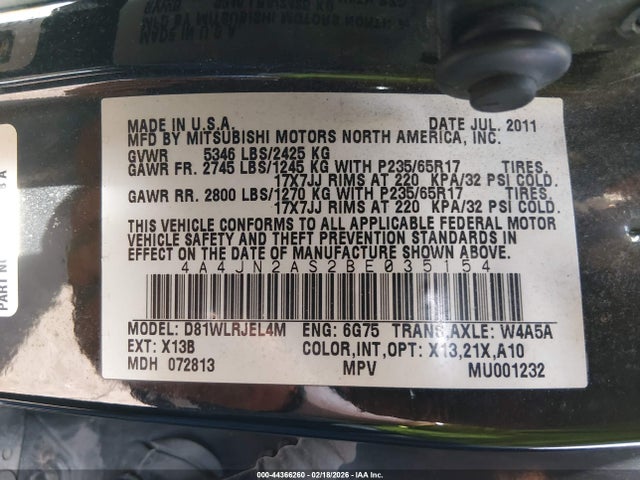 MADE IN U.S.A. DATE JUL. 2011
MFD BY MITSUBISHI MOTORS NORTH AMERICA, INC.
GVWR 5346 LBS/2425 KG
GAWR FR. 2745 LBS/1245 KG WITH P235/65R17 TIRES.
17X7JJ RIMS AT 220 KPA/32 PSI COLD.
GAWR RR. 2800 LBS/1270 KG WITH P235/65R17 TIRES.
17X7JJ RIMS AT 220 KPA/32 PSI COLD.
THIS VEHICLE CONFORMS TO ALL APPLICABLE FEDERAL MOTOR
VEHICLE SAFETY AND THEFT PREVENTION STANDARDS IN
EFFECT ON THE DATE OF MANUFACTURE SHOWN ABOVE.
4A4JN2AS2BE035154
MODEL: D81WLRJEL4M ENG: 6G75 TRANS,AXLE: W4A5A
EXT: X13B COLOR,INT,OPT: X13,21X,A10
MDH 072813 MPV MU001232
PART N
IAA - 44366260 - 02/18/2026 - IAAI.COM